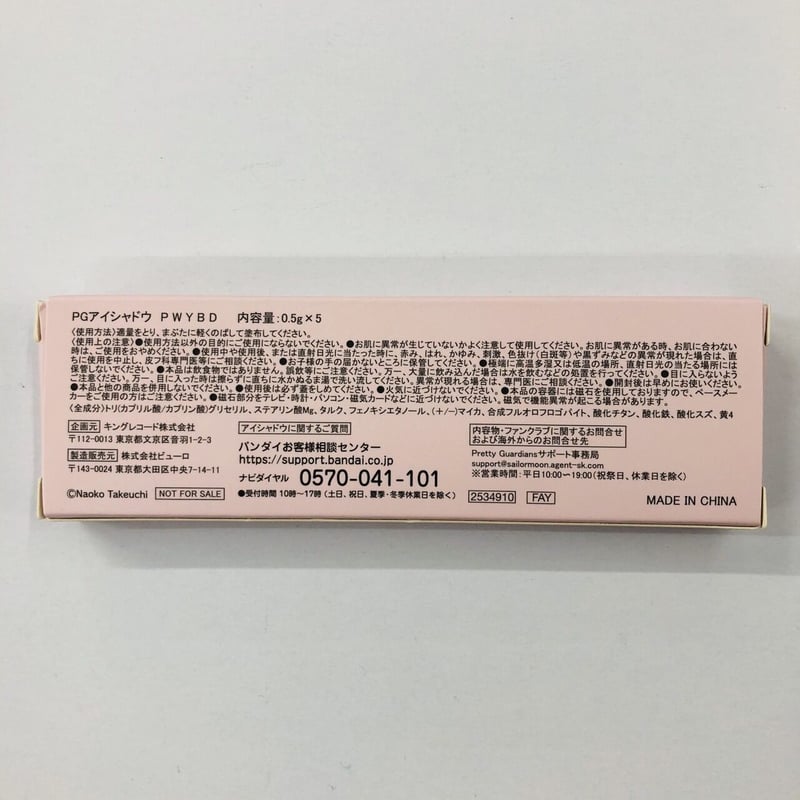 PGアイシャドウ PWYBD 内容量:0.5g×5
〈使用方法〉適量をとり、まぶたに軽くのばして塗布してください。
〈使用上の注意〉●使用方法以外の目的にご使用にならないでください。●お肌に異常が生じていないかよく注意して使用してください。お肌に異常がある時、お肌に合わない
時は、ご使用をおやめください。●使用中や使用後、または直射日光に当たった時に、赤み、はれ、かゆみ、刺激、色抜け(白斑等)や黒ずみなどの異常が現れた場合は、直
ちに使用を中止し、皮フ科専門医等にご相談ください。●お子様の手の届かないところに保管してください。●極端に高温多湿又は低温の場所、直射日光の当たる場所には
保管しないでください。●本品は飲食物ではありません。誤飲等にご注意ください。万一、大量に飲み込んだ場合は水を飲むなどの処置を行ってください。●目に入らないよう
ご注意ください。万一、目に入った時は擦らずに直ちに水かぬるま湯で洗い流してください。異常が現れる場合は、専門医にご相談ください。●開封後は早めにお使いください。
●本品と他の商品を併用しないでください。●使用後は必ず蓋をしめてください。●火気に近づけないでください。●本品の容器には磁石を使用しておりますので、ペースメー
カーをご使用の方はご注意ください。●磁石部分をテレビ・時計・パソコン・磁気カードなどに近づけないでください。磁気で機能異常が起こる場合があります。
〈全成分〉トリ(カプリル酸/カプリン酸)グリセリル、ステアリン酸Mg、タルク、フェノキシエタノール、(+/-)マイカ、合成フルオロフロゴパイト、酸化チタン、酸化鉄、酸化スズ、黄4
企画元 キングレコード株式会社
〒112-0013 東京都文京区音羽1-2-3
製造販売元 株式会社ピューロ
〒143-0024 東京都大田区中央7-14-11
©Naoko Takeuchi NOT FOR SALE
アイシャドウに関するご質問
バンダイお客様相談センター
https://support.bandai.co.jp
ナビダイヤル 0570-041-101
●受付時間 10時~17時(土日、祝日、夏季・冬季休業日を除く)
内容物・ファンクラブに関するお問合せ
および海外からのお問合せ先
Pretty Guardiansサポート事務局
support@sailormoon.agent-sk.com
※営業時間:平日10:00~19:00(祝祭日、休業日を除く)
2534910 FAY
MADE IN CHINA